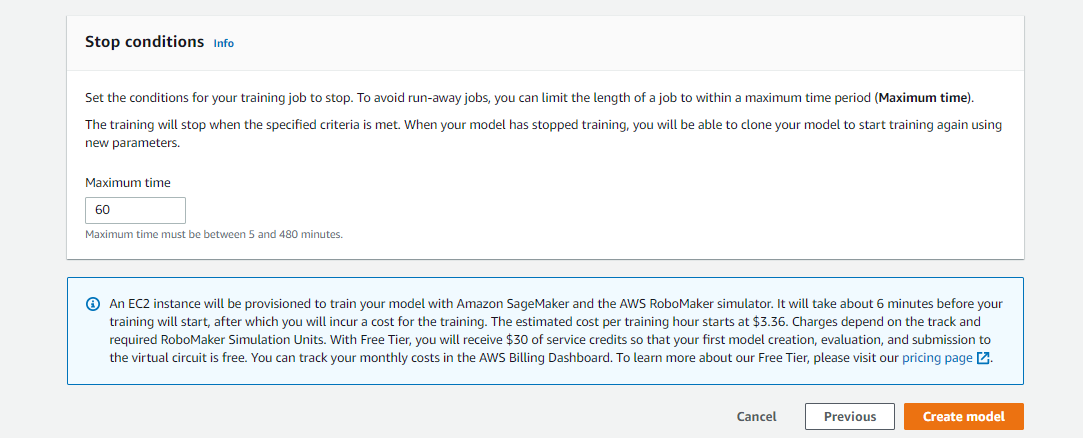 Stop conditions Info
Set the conditions for your training job to stop. To avoid run-away jobs, you can limit the length of a job to within a maximum time period (Maximum time).
The training will stop when the specified criteria is met. When your model has stopped training, you will be able to clone your model to start training again using
new parameters.
Maximum time
60
Maximum time must be between 5 and 480 minutes.
An EC2 instance will be provisioned to train your model with Amazon SageMaker and the AWS RoboMaker simulator. It will take about 6 minutes before your
training will start, after which you will incur a cost for the training. The estimated cost per training hour starts at $3.36. Charges depend on the track and
required RoboMaker Simulation Units. With Free Tier, you will receive $30 of service credits so that your first model creation, evaluation, and submission to
the virtual circuit is free. You can track your monthly costs in the AWS Billing Dashboard. To learn more about our Free Tier, please visit our pricing page.
Cancel Previous Create model